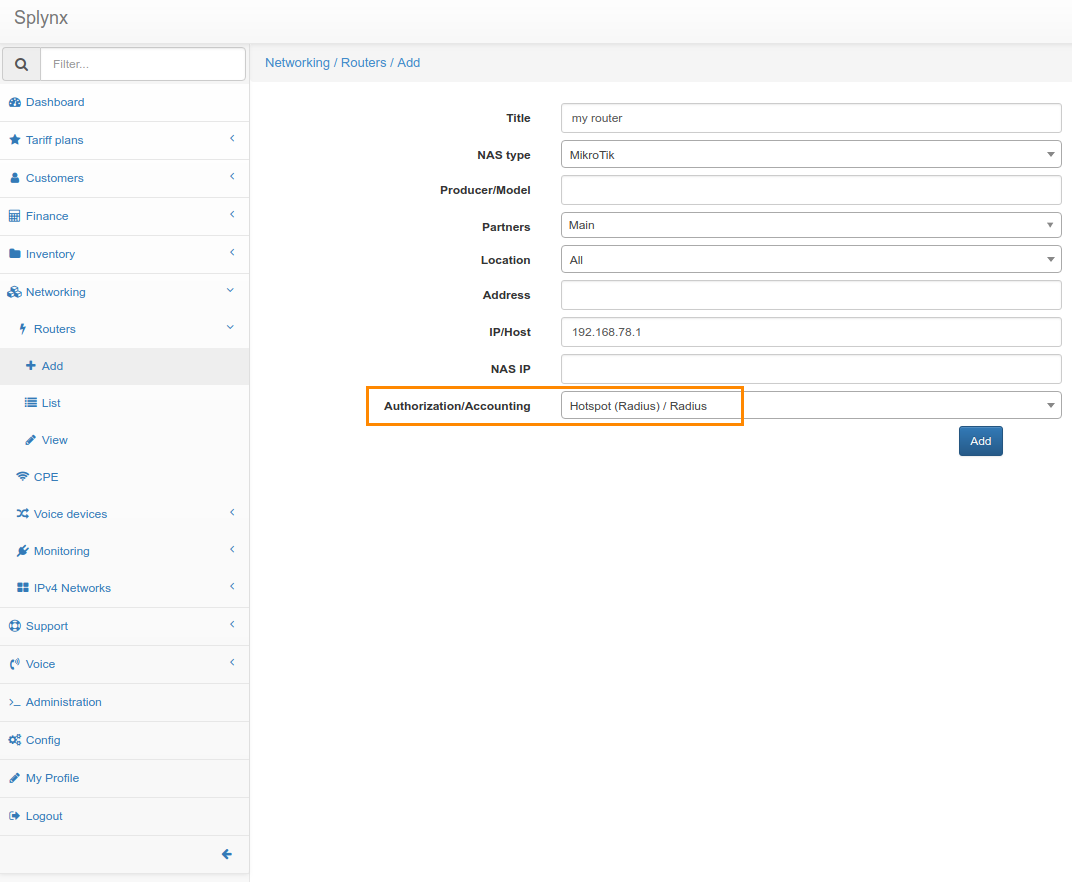 Splynx
Filter...
Networking / Routers / Add
Dashboard
Tariff plans
Customers
Finance
Inventory
Networking
Routers
Add
List
View
CPE
Voice devices
Monitoring
IPv4 Networks
Support
Voice
Administration
Config
My Profile
Logout
Title my router
NAS type MikroTik
Producer/Model
Partners Main
Location All
Address
IP/Host 192.168.78.1
NAS IP
Authorization/Accounting Hotspot (Radius) / Radius
Add